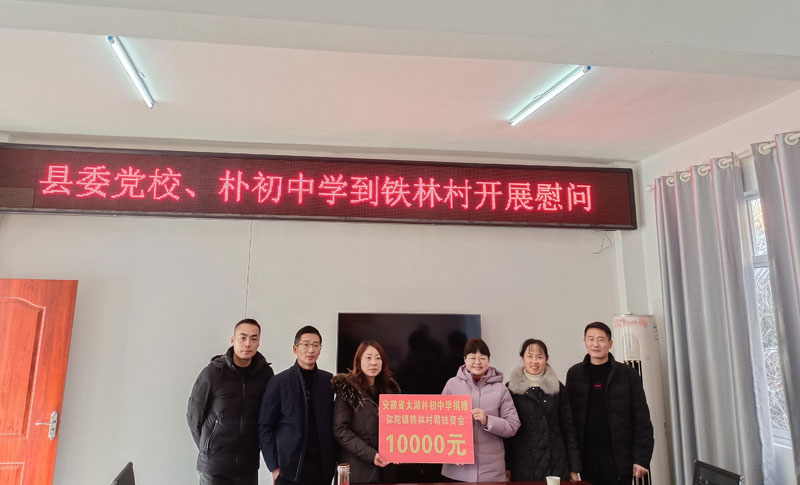 县委党校、朴初中学到铁林村开展慰问
安徽省太湖朴初中学捐赠
弥陀镇铁林村帮扶资金
10000元